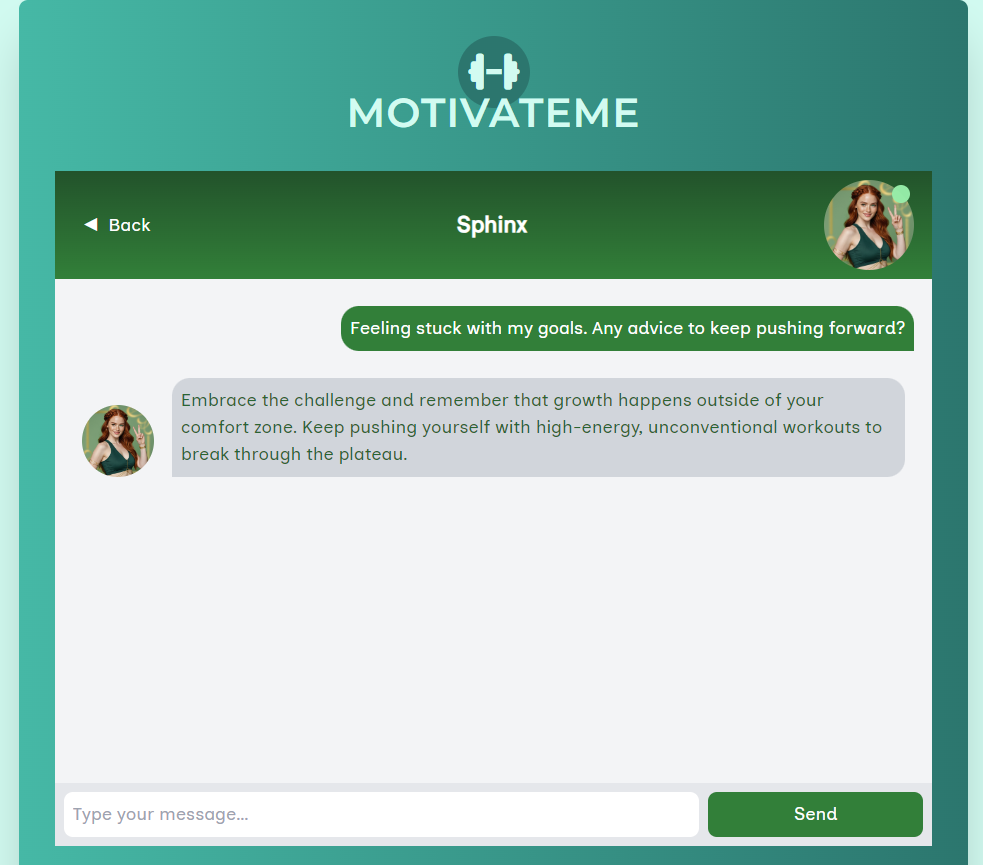 MOTIVATEME
◄ Back
Sphinx
Feeling stuck with my goals. Any advice to keep pushing forward?
Embrace the challenge and remember that growth happens outside of your
comfort zone. Keep pushing yourself with high-energy, unconventional workouts to
break through the plateau.
Type your message...
Send